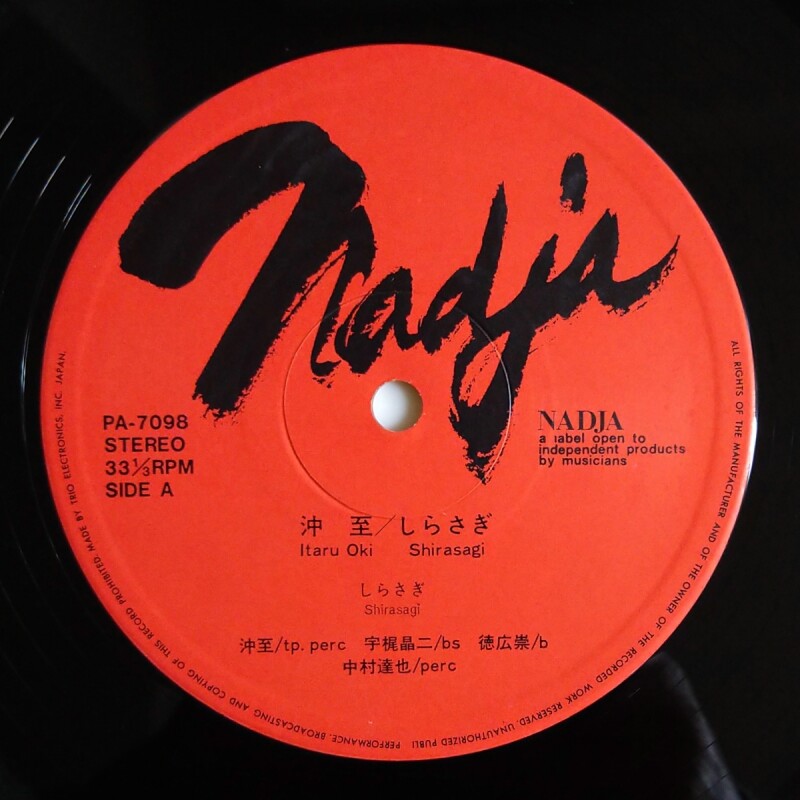 Nadja
PA-7098
STEREO
33⅓RPM
SIDE A
NADJA
a label open to
independent products
by musicians
沖 至/しらさぎ
Itaru Oki Shirasagi
しらさぎ
Shirasagi
沖至/tp. perc 宇梶晶二/bs 徳広崇/b
中村達也/perc
ALL RIGHTS OF THE MANUFACTURER AND OF THE OWNER OF THE RECORDED WORK RESERVED. UNAUTHORIZED PUBLI PERFORMANCE. BROADCASTING AND COPYING OF THIS RECORD PROHIBITED. MADE BY TRIO ELECTRONICS, INC. JAPAN.